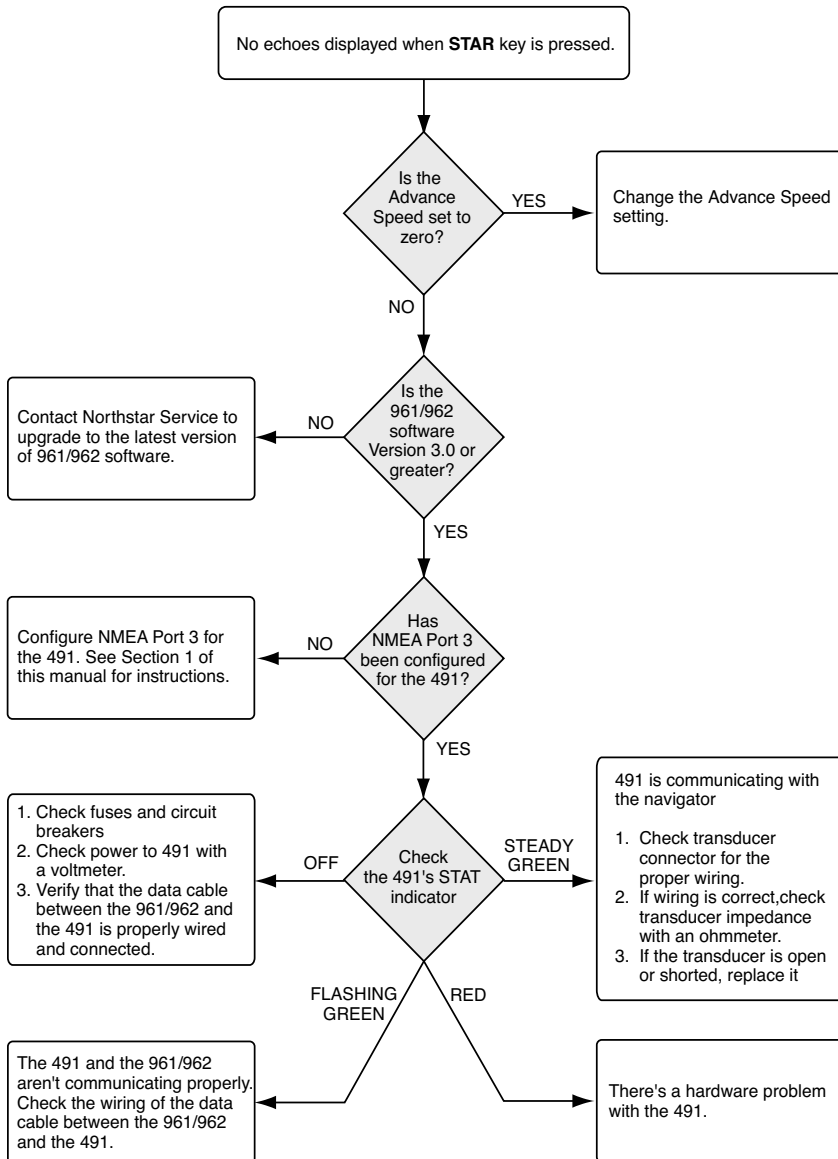 No echoes displayed when STAR key is pressed.
Is the
Advance
Speed set to
zero?
YES
Change the Advance Speed
setting.
NO
Is the
961/962
software
Version 3.0 or
greater?
NO
Contact Northstar Service to
upgrade to the latest version
of 961/962 software.
YES
Has
NMEA Port 3
been configured
for the 491?
NO
Configure NMEA Port 3 for
the 491. See Section 1 of
this manual for instructions.
YES
Check
the 491's STAT
indicator
OFF
1. Check fuses and circuit
breakers
2. Check power to 491 with
a voltmeter.
3. Verify that the data cable
between the 961/962 and
the 491 is properly wired
and connected.
STEADY
GREEN
491 is communicating with
the navigator
1. Check transducer
connector for the
proper wiring.
2. If wiring is correct,check
transducer impedance
with an ohmmeter.
3. If the transducer is open
or shorted, replace it
FLASHING
GREEN
The 491 and the 961/962
aren't communicating properly.
Check the wiring of the data
cable between the 961/962
and the 491.
RED
There's a hardware problem
with the 491.